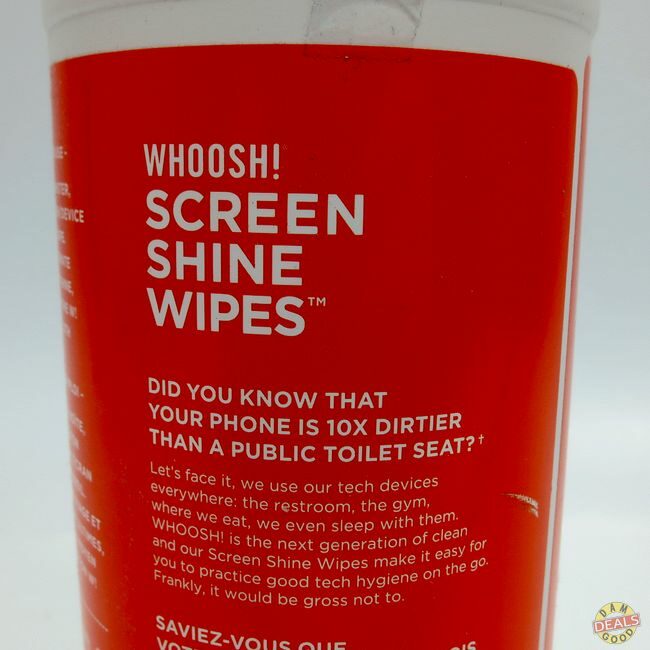 WHOOSH!
SCREEN
SHINE
WIPES™
DID YOU KNOW THAT
YOUR PHONE IS 10X DIRTIER
THAN A PUBLIC TOILET SEAT?†
Let's face it, we use our tech devices
everywhere: the restroom, the gym,
where we eat, we even sleep with them.
WHOOSH! is the next generation of clean
and our Screen Shine Wipes make it easy for
you to practice good tech hygiene on the go.
Frankly, it would be gross not to.
SAVIEZ-VOUS QUE
DEVICE
DAM
DEALS
GOOD